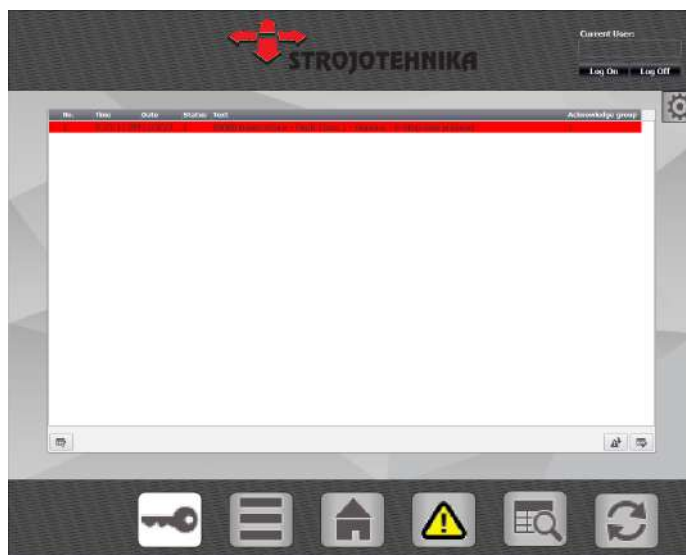 Current User:
STROJOTEHNIKA
Log On Log Off
No. Time Date Status Text Acknowledge group